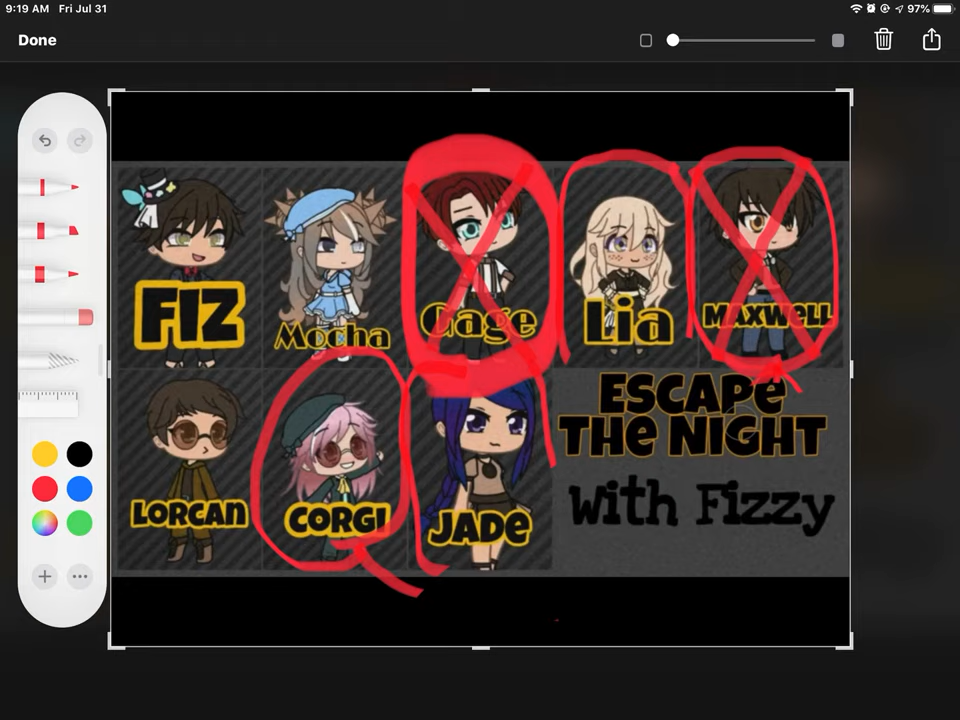 9:19 AM Fri Jul 31
97%
Done
FIZ
Mocha
Gage
Lia
MAXWELL
LORCAN
CORGI
JADe
ESCAPe
THe NIGHT
With Fizzy